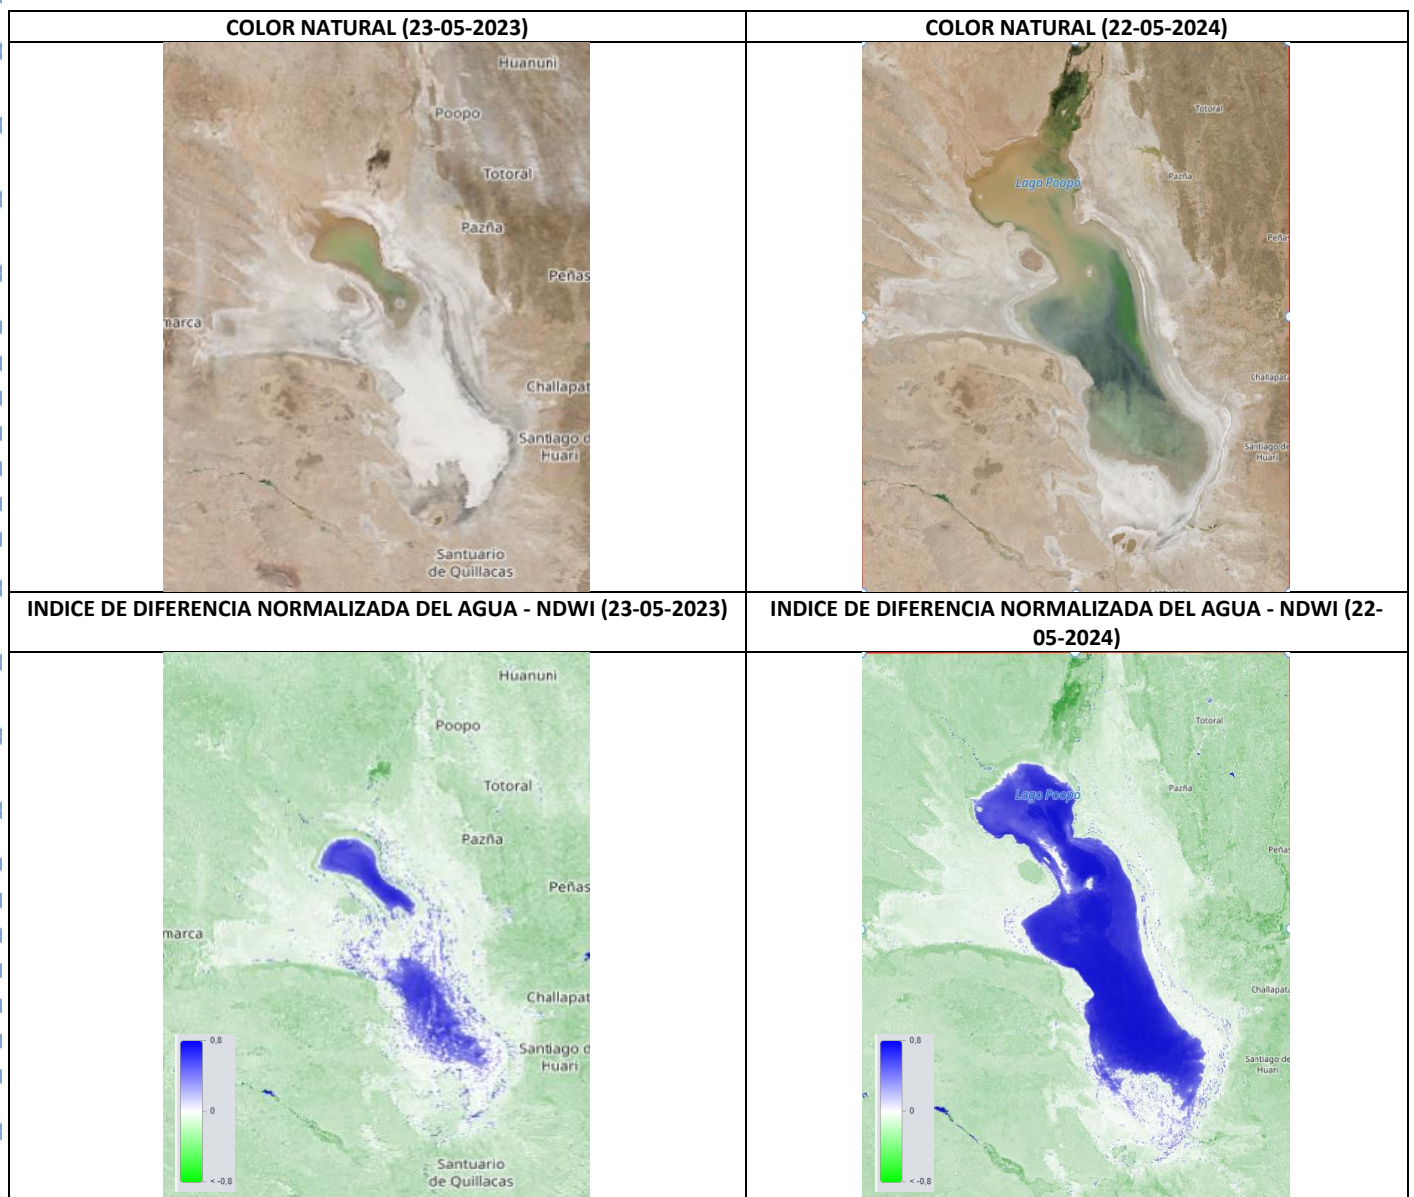 COLOR NATURAL (23-05-2023)
COLOR NATURAL (22-05-2024)
Huanuni
Poopo
Totoral
Pazña
Peñas
marca
Challapat
Santiago d
Huari
Santuario
de Quillacas
Totoral
Lago Poopó
Pazña
Peña
Challapat
Santiago de
Huari
INDICE DE DIFERENCIA NORMALIZADA DEL AGUA - NDWI (23-05-2023)
INDICE DE DIFERENCIA NORMALIZADA DEL AGUA - NDWI (22-
05-2024)
Huanuni
Poopo
Totoral
Pazña
Peñas
marca
Challapat
Santiago d
Huari
Santuario
de Quillacas
0,8
0
< -0,8
Totoral
Lago Poopó
Pazña
Peñas
Challapata
Santiago de
Huari
0,8
0
< -0,8